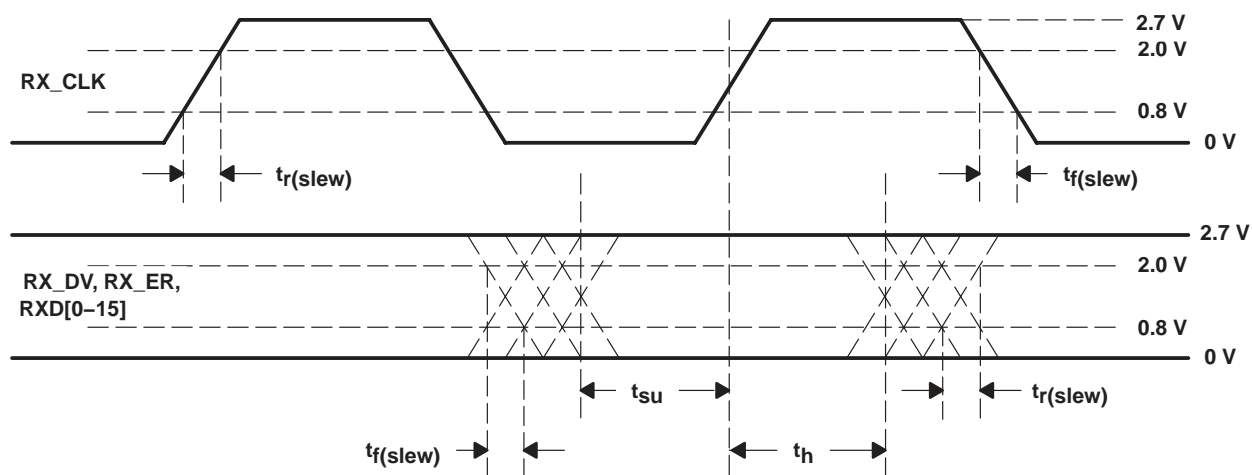 2.7 V
2.0 V
RX_CLK
0.8 V
0 V
tr(slew)
tf(slew)
2.7 V
2.0 V
RX_DV, RX_ER,
RXD[0–15]
0.8 V
0 V
tsu
tr(slew)
tf(slew)
th